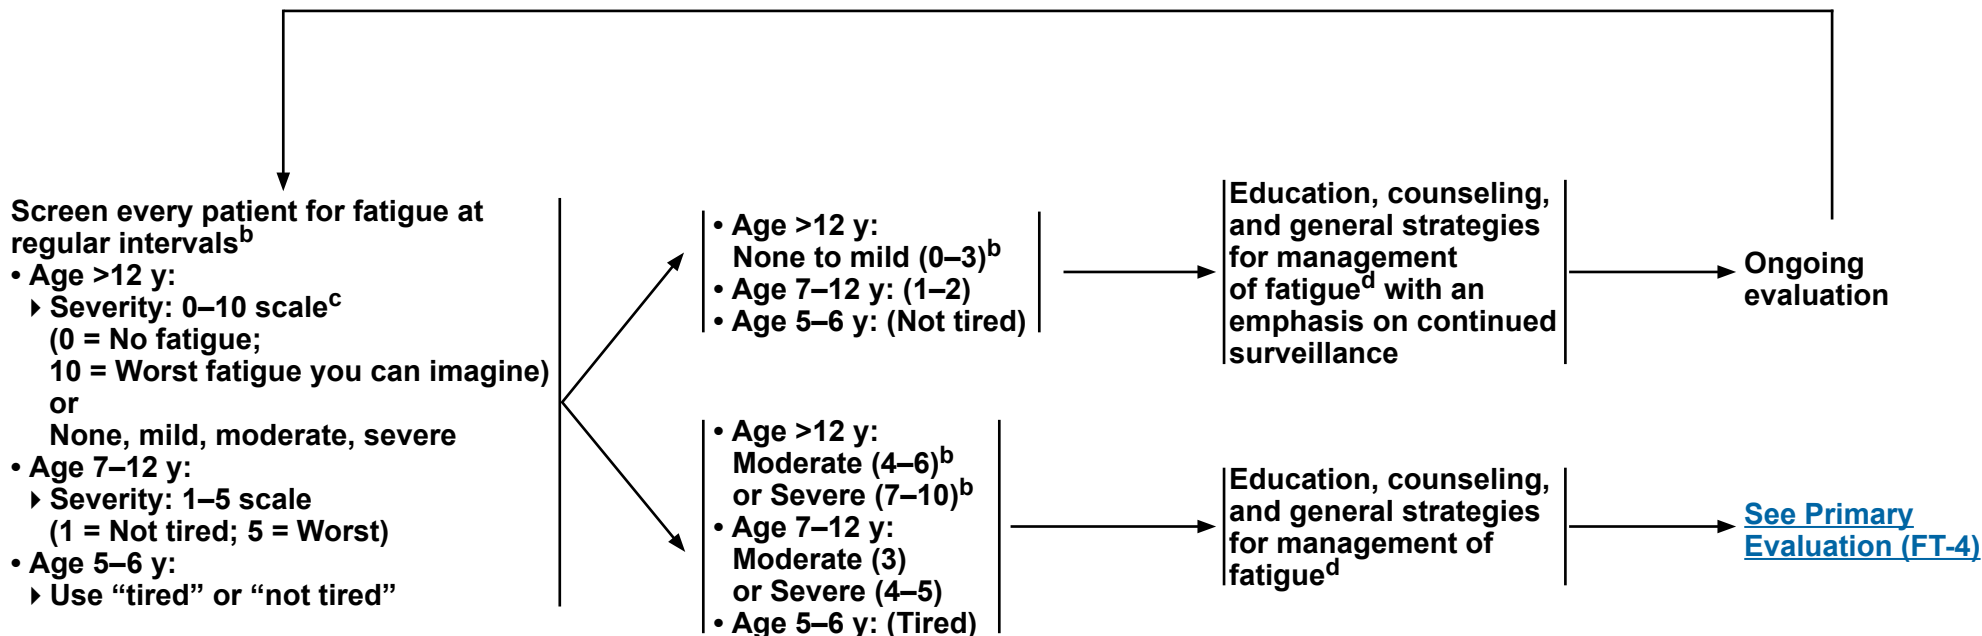 Screen every patient for fatigue at
regular intervalsb
• Age >12 y:
‣ Severity: 0–10 scalec
(0 = No fatigue;
10 = Worst fatigue you can imagine)
or
None, mild, moderate, severe
• Age 7–12 y:
‣ Severity: 1–5 scale
(1 = Not tired; 5 = Worst)
• Age 5–6 y:
‣ Use “tired” or “not tired”
• Age >12 y:
None to mild (0–3)b
• Age 7–12 y: (1–2)
• Age 5–6 y: (Not tired)
Education, counseling,
and general strategies
for management
of fatigued with an
emphasis on continued
surveillance
Ongoing
evaluation
• Age >12 y:
Moderate (4–6)b
or Severe (7–10)b
• Age 7–12 y:
Moderate (3)
or Severe (4–5)
• Age 5–6 y: (Tired)
Education, counseling,
and general strategies
for management of
fatigued
See Primary
Evaluation (FT-4)